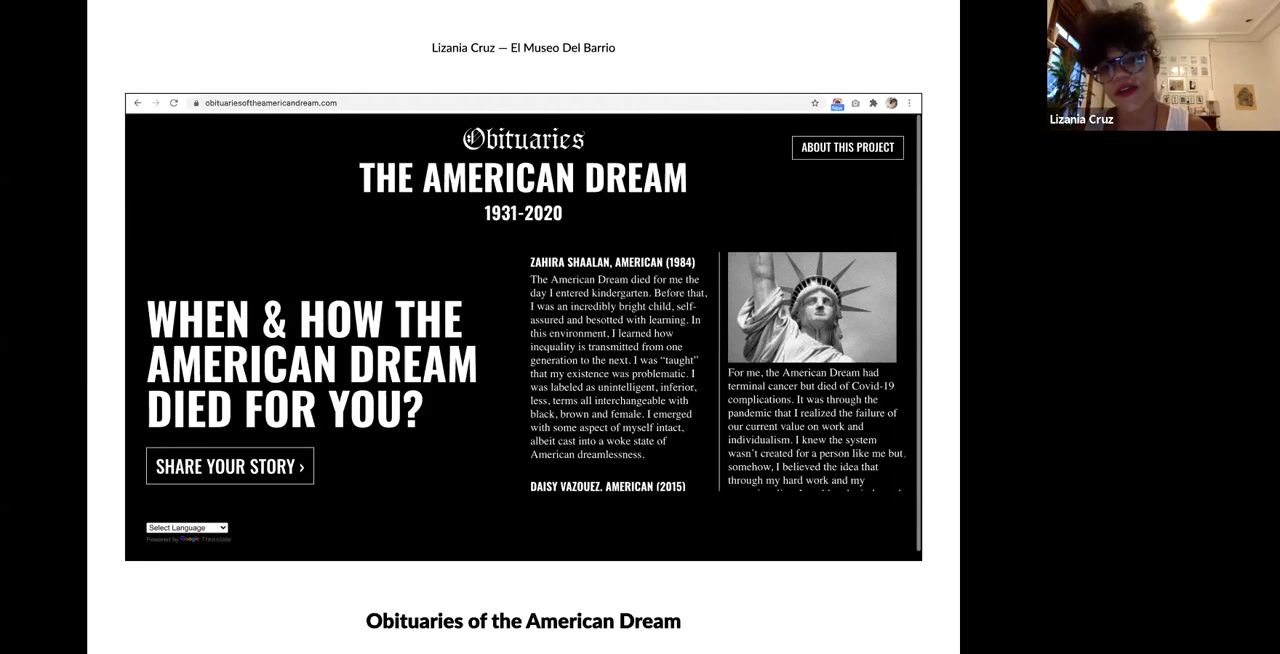 Lizania Cruz — El Museo Del Barrio
Lizania Cruz
obituariesoftheamericandream.com
New
Obituaries
THE AMERICAN DREAM
1931-2020
ABOUT THIS PROJECT
WHEN & HOW THE
AMERICAN DREAM
DIED FOR YOU?
SHARE YOUR STORY ›
Select Language
Powered by Google Translate
ZAHIRA SHAALAN, AMERICAN (1984)
The American Dream died for me the
day I entered kindergarten. Before that,
I was an incredibly bright child, self-
assured and besotted with learning. In
this environment, I learned how
inequality is transmitted from one
generation to the next. I was “taught”
that my existence was problematic. I
was labeled as unintelligent, inferior,
less, terms all interchangeable with
black, brown and female. I emerged
with some aspect of myself intact,
albeit cast into a woke state of
American dreamlessness.
DAISY VAZQUEZ, AMERICAN (2015)
For me, the American Dream had
terminal cancer but died of Covid-19
complications. It was through the
pandemic that I realized the failure of
our current value on work and
individualism. I knew the system
wasn’t created for a person like me but,
somehow, I believed the idea that
through my hard work and my
Obituaries of the American Dream